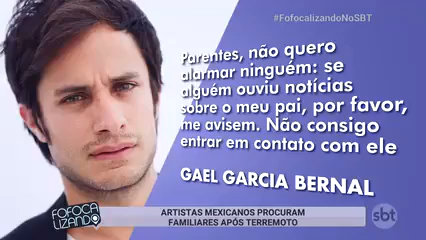 #FofocalizandoNoSBT
Parentes, não quero
alarmar ninguém: se
alguém ouviu notícias
sobre o meu pai, por favor,
me avisem. Não consigo
entrar em contato com ele
GAEL GARCIA BERNAL
FOFOCA
LIZANDO
ARTISTAS MEXICANOS PROCURAM
FAMILIARES APÓS TERREMOTO
sbt